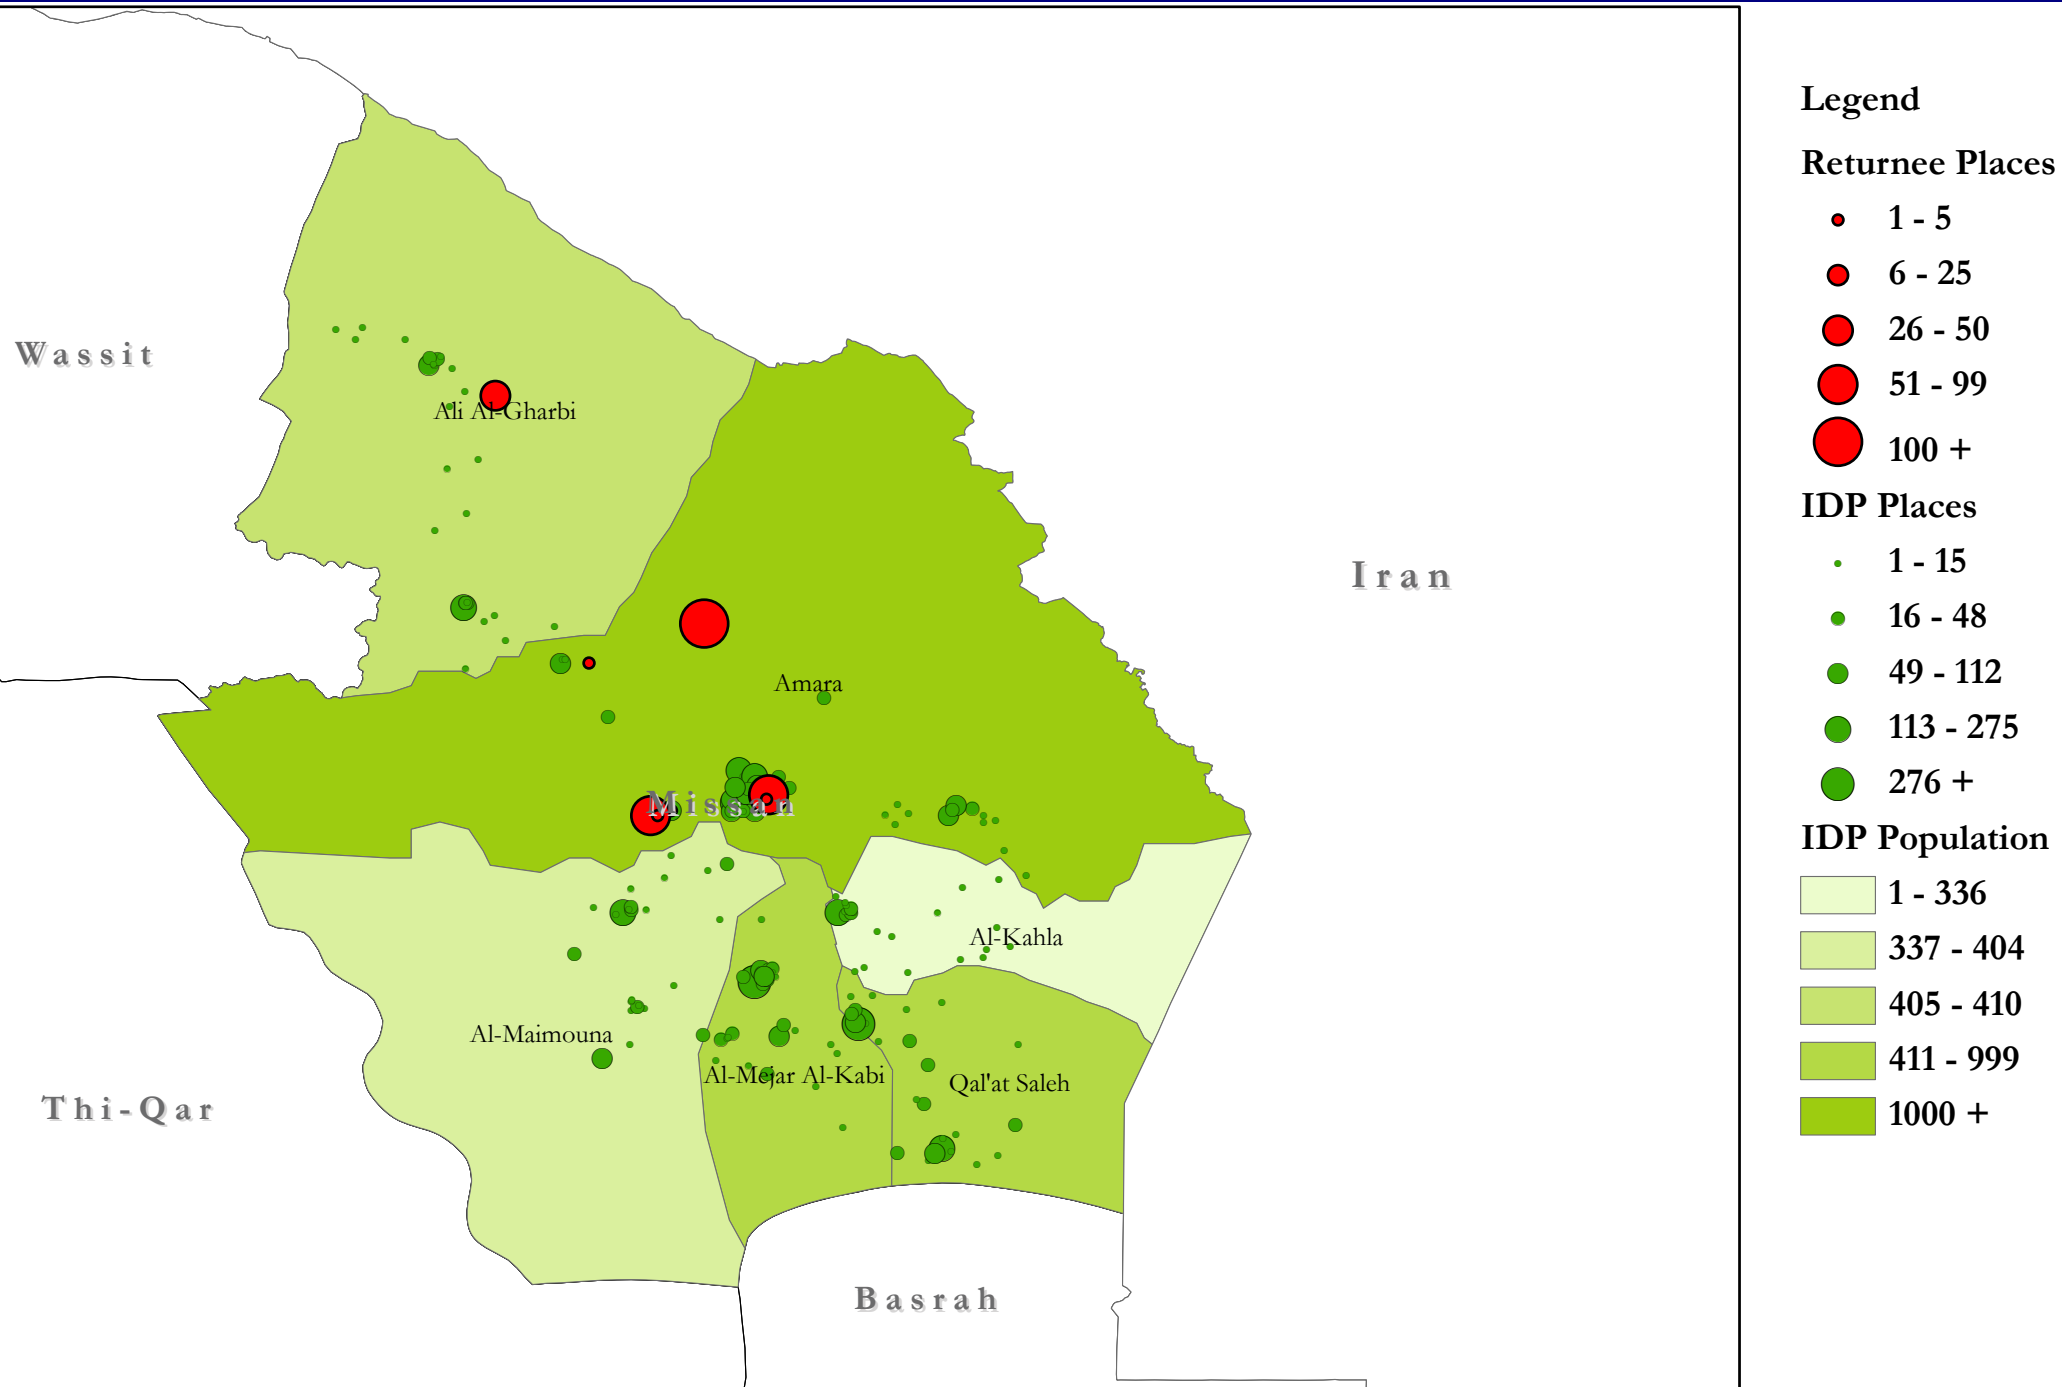 Wassit
Ali Al-Gharbi
Iran
Amara
Missan
Al-Kahla
Al-Maimouna
Al-Mejar Al-Kabi
Qal'at Saleh
Thi-Qar
Basrah
Legend
Returnee Places
1 - 5
6 - 25
26 - 50
51 - 99
100 +
IDP Places
1 - 15
16 - 48
49 - 112
113 - 275
276 +
IDP Population
1 - 336
337 - 404
405 - 410
411 - 999
1000 +